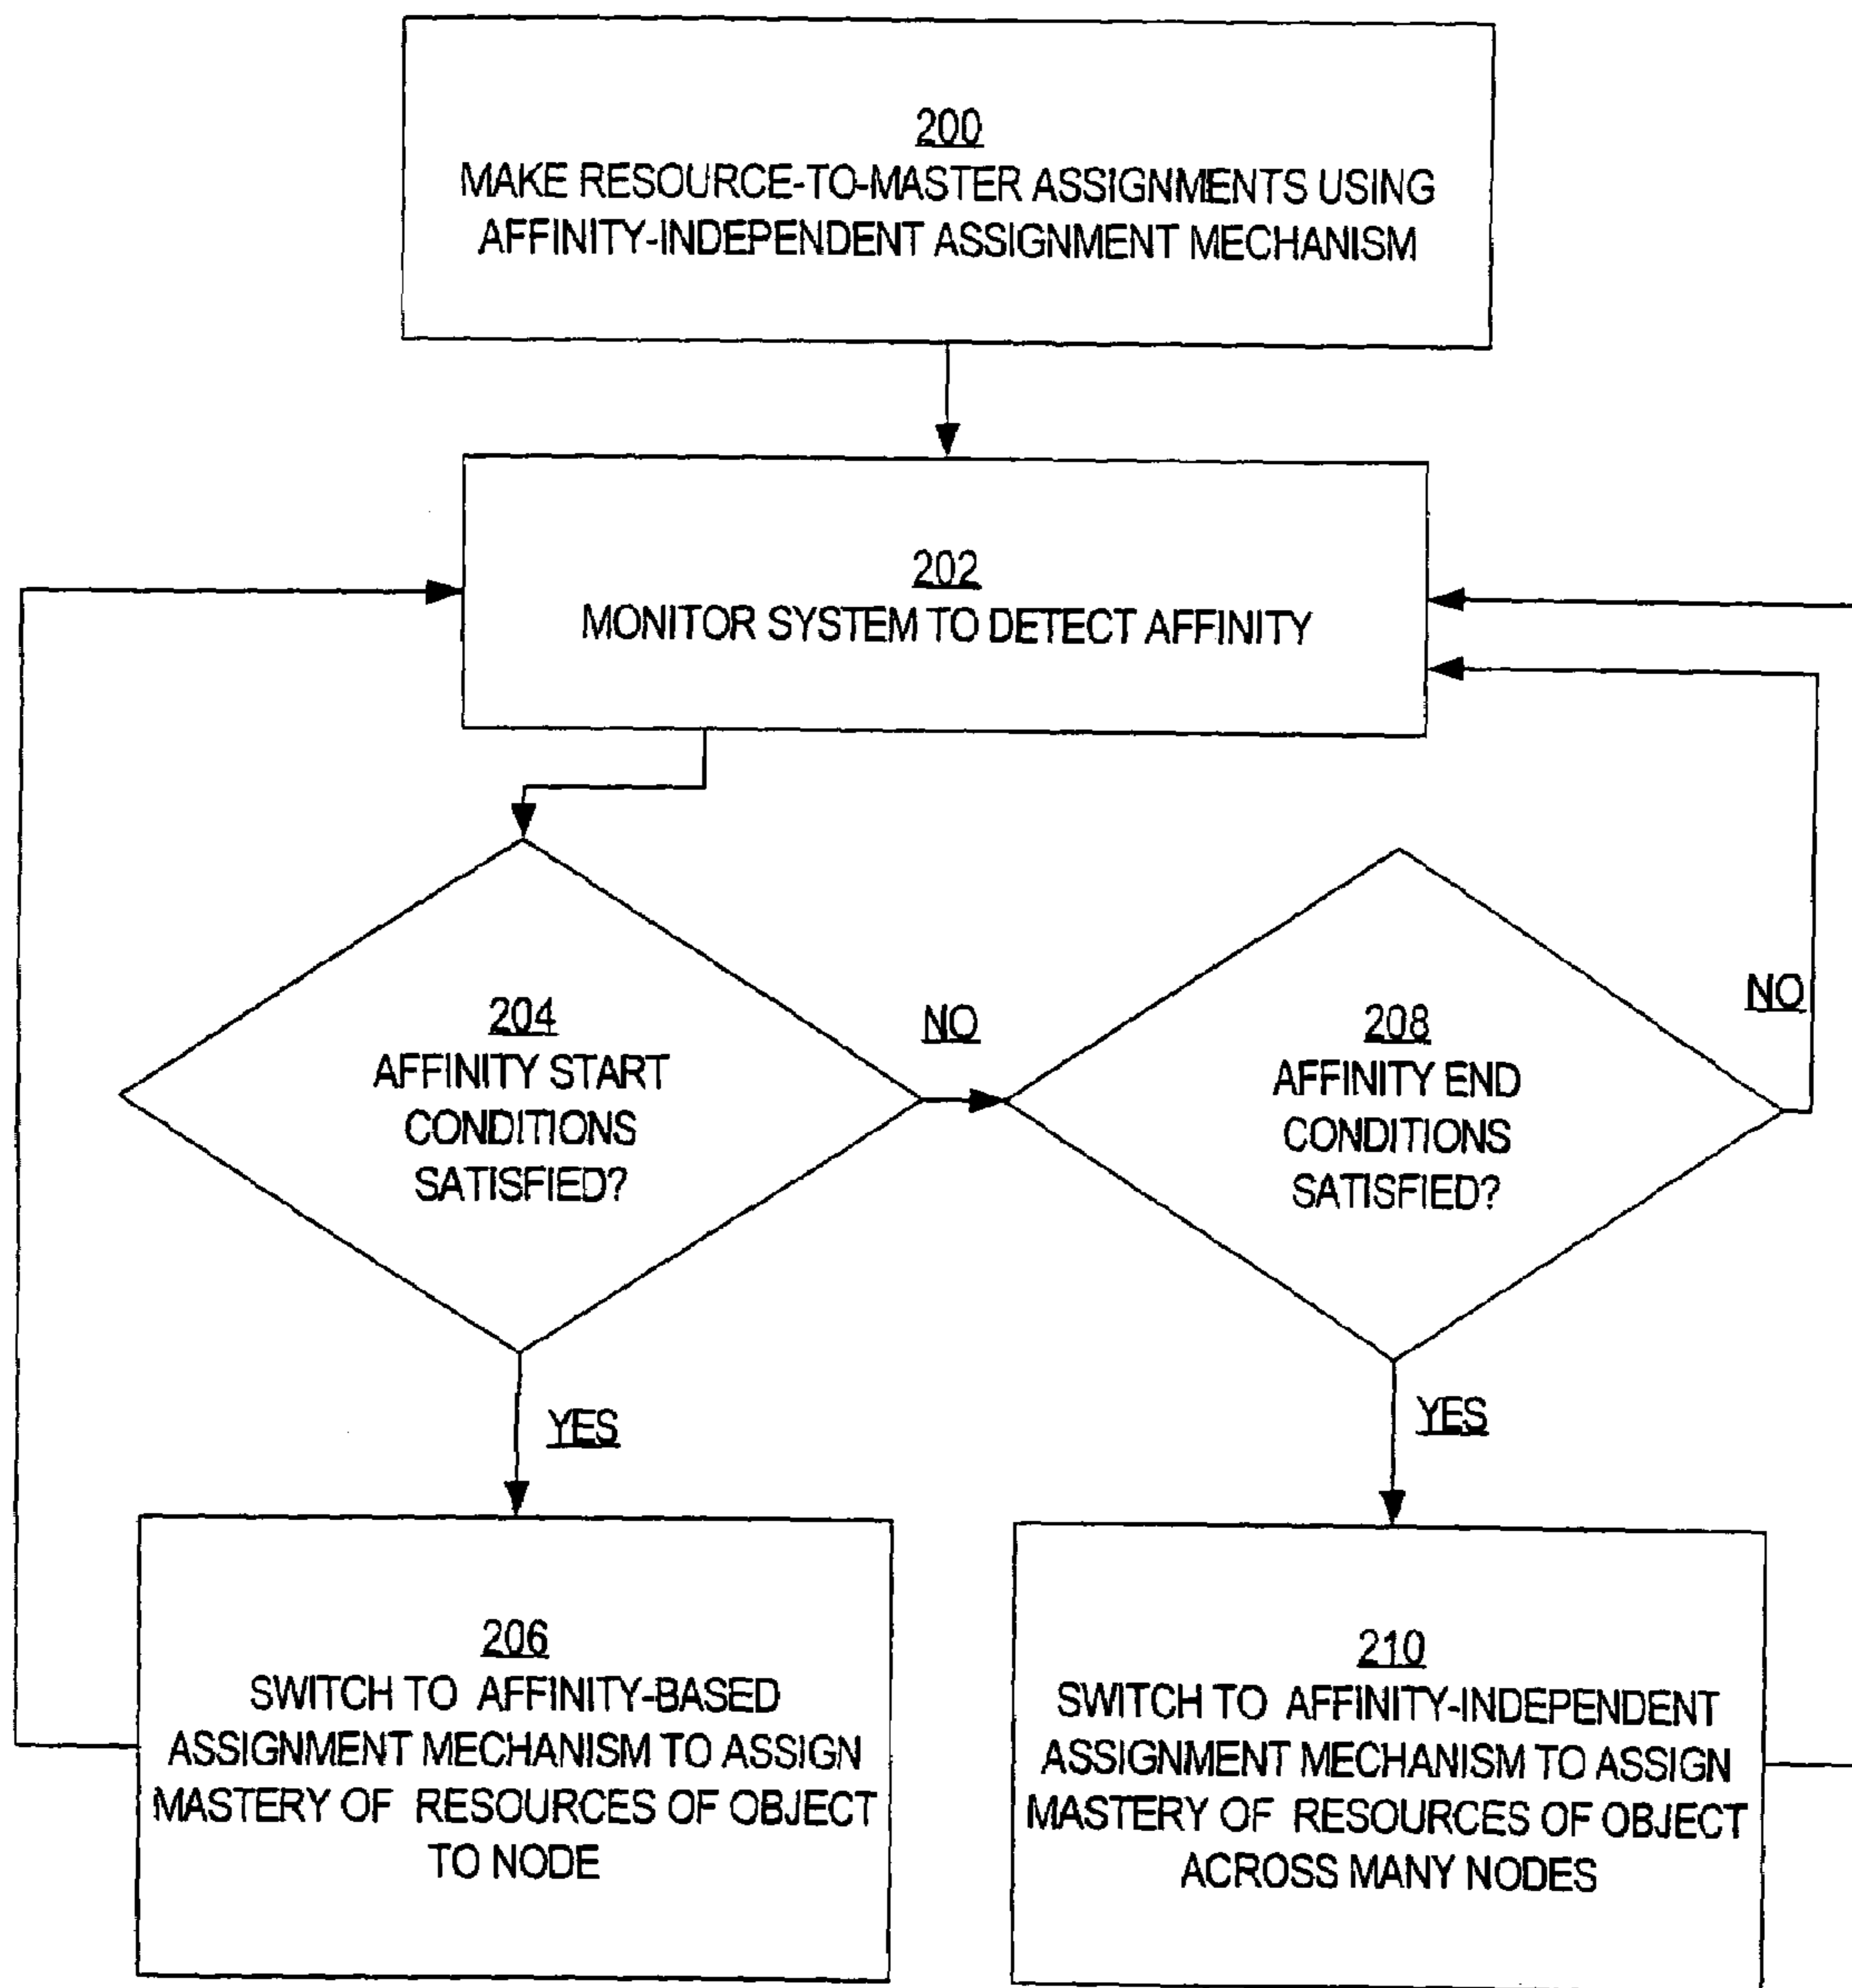 200
MAKE RESOURCE-TO-MASTER ASSIGNMENTS USING
AFFINITY-INDEPENDENT ASSIGNMENT MECHANISM
202
MONITOR SYSTEM TO DETECT AFFINITY
204
AFFINITY START
CONDITIONS
SATISFIED?
NO
208
AFFINITY END
CONDITIONS
SATISFIED?
NO
YES
YES
206
SWITCH TO AFFINITY-BASED
ASSIGNMENT MECHANISM TO ASSIGN
MASTERY OF RESOURCES OF OBJECT
TO NODE
210
SWITCH TO AFFINITY-INDEPENDENT
ASSIGNMENT MECHANISM TO ASSIGN
MASTERY OF RESOURCES OF OBJECT
ACROSS MANY NODES